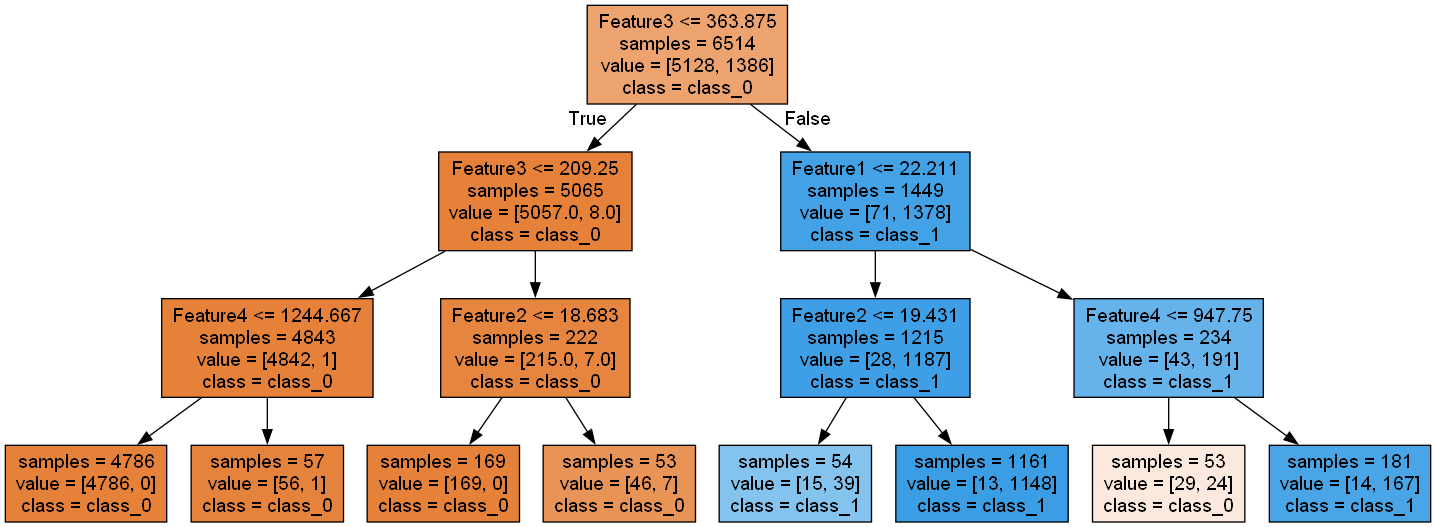 Feature3 <= 363.875
samples = 6514
value = [5128, 1386]
class = class_0
True
False
Feature3 <= 209.25
samples = 5065
value = [5057.0, 8.0]
class = class_0
Feature1 <= 22.211
samples = 1449
value = [71, 1378]
class = class_1
Feature4 <= 1244.667
samples = 4843
value = [4842, 1]
class = class_0
Feature2 <= 18.683
samples = 222
value = [215.0, 7.0]
class = class_0
Feature2 <= 19.431
samples = 1215
value = [28, 1187]
class = class_1
Feature4 <= 947.75
samples = 234
value = [43, 191]
class = class_1
samples = 4786
value = [4786, 0]
class = class_0
samples = 57
value = [56, 1]
class = class_0
samples = 169
value = [169, 0]
class = class_0
samples = 53
value = [46, 7]
class = class_0
samples = 54
value = [15, 39]
class = class_1
samples = 1161
value = [13, 1148]
class = class_1
samples = 53
value = [29, 24]
class = class_0
samples = 181
value = [14, 167]
class = class_1